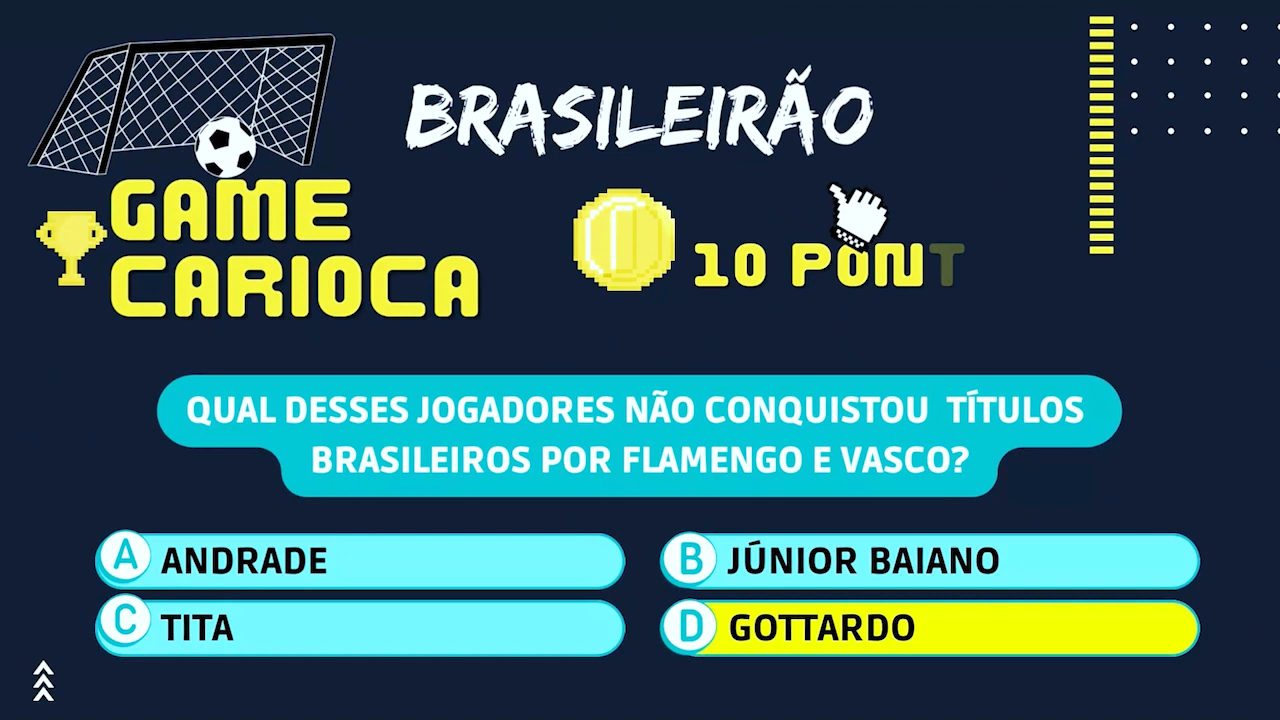 BRASILEIRÃO
GAME
CARIOCA
10 PONT
QUAL DESSES JOGADORES NÃO CONQUISTOU TÍTULOS
BRASILEIROS POR FLAMENGO E VASCO?
A ANDRADE
B JÚNIOR BAIANO
C TITA
D GOTTARDO